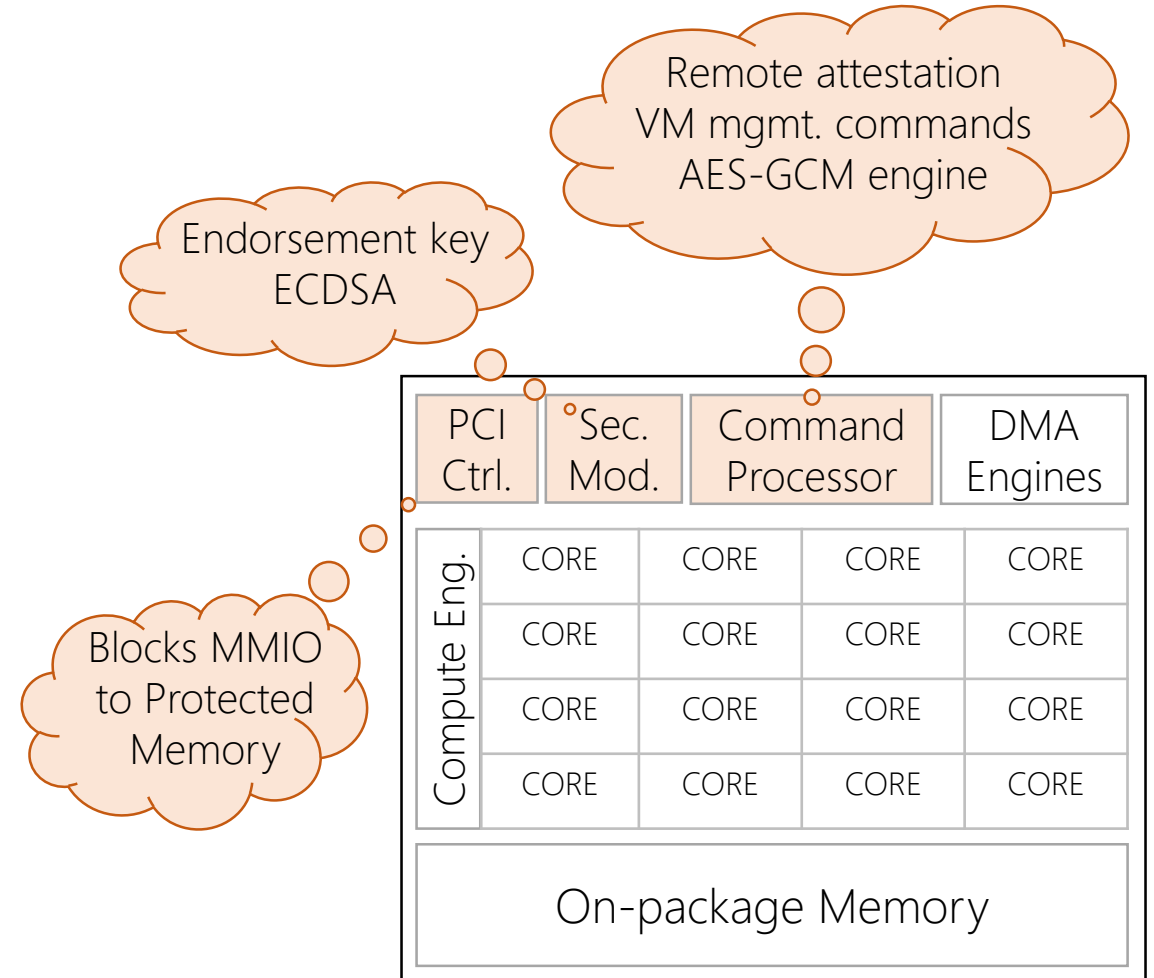 Remote attestation
VM mgmt. commands
AES-GCM engine
Endorsement key
ECDSA
PCI
Ctrl.
Sec.
Mod.
Command
Processor
DMA
Engines
Blocks MMIO
to Protected
Memory
Compute Eng.
CORE CORE CORE CORE
CORE CORE CORE CORE
CORE CORE CORE CORE
CORE CORE CORE CORE
On-package Memory